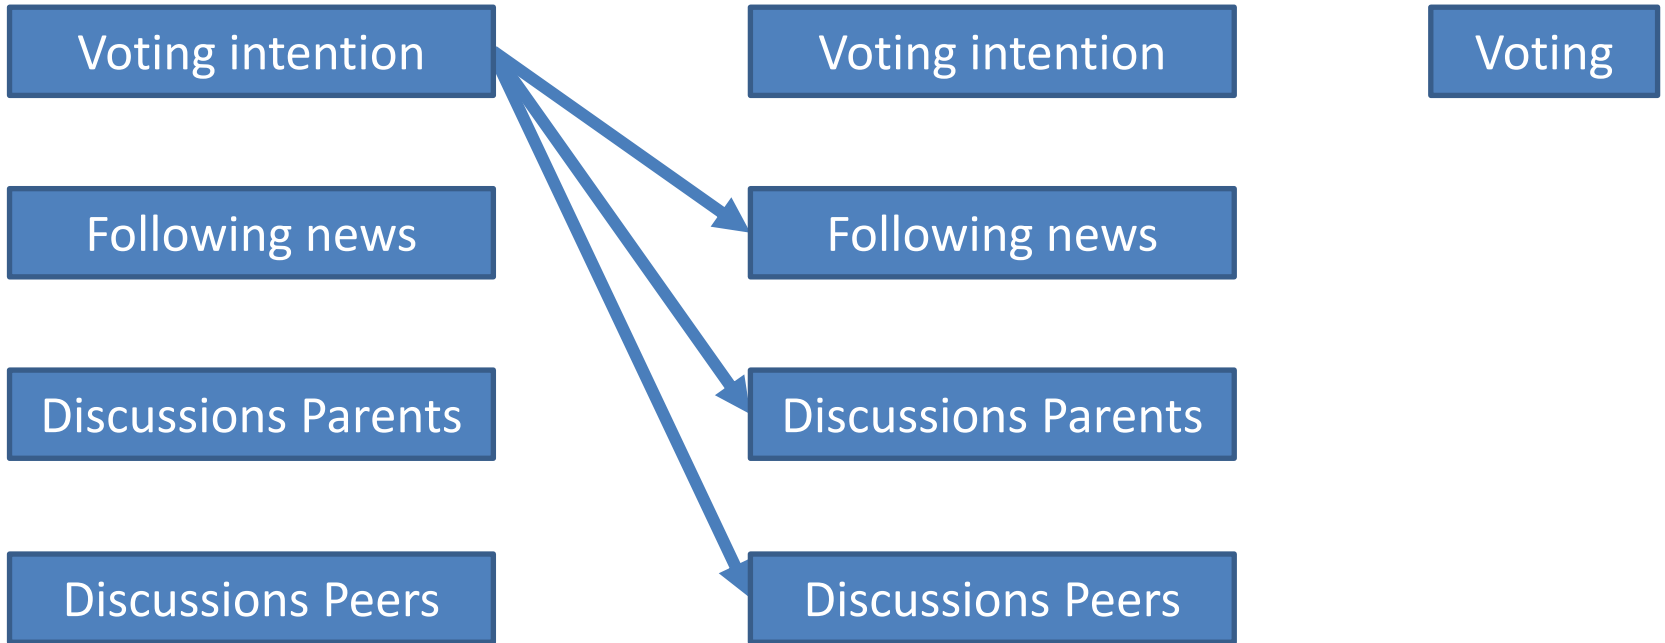 Voting intention
Voting intention
Voting
Following news
Following news
Discussions Parents
Discussions Parents
Discussions Peers
Discussions Peers